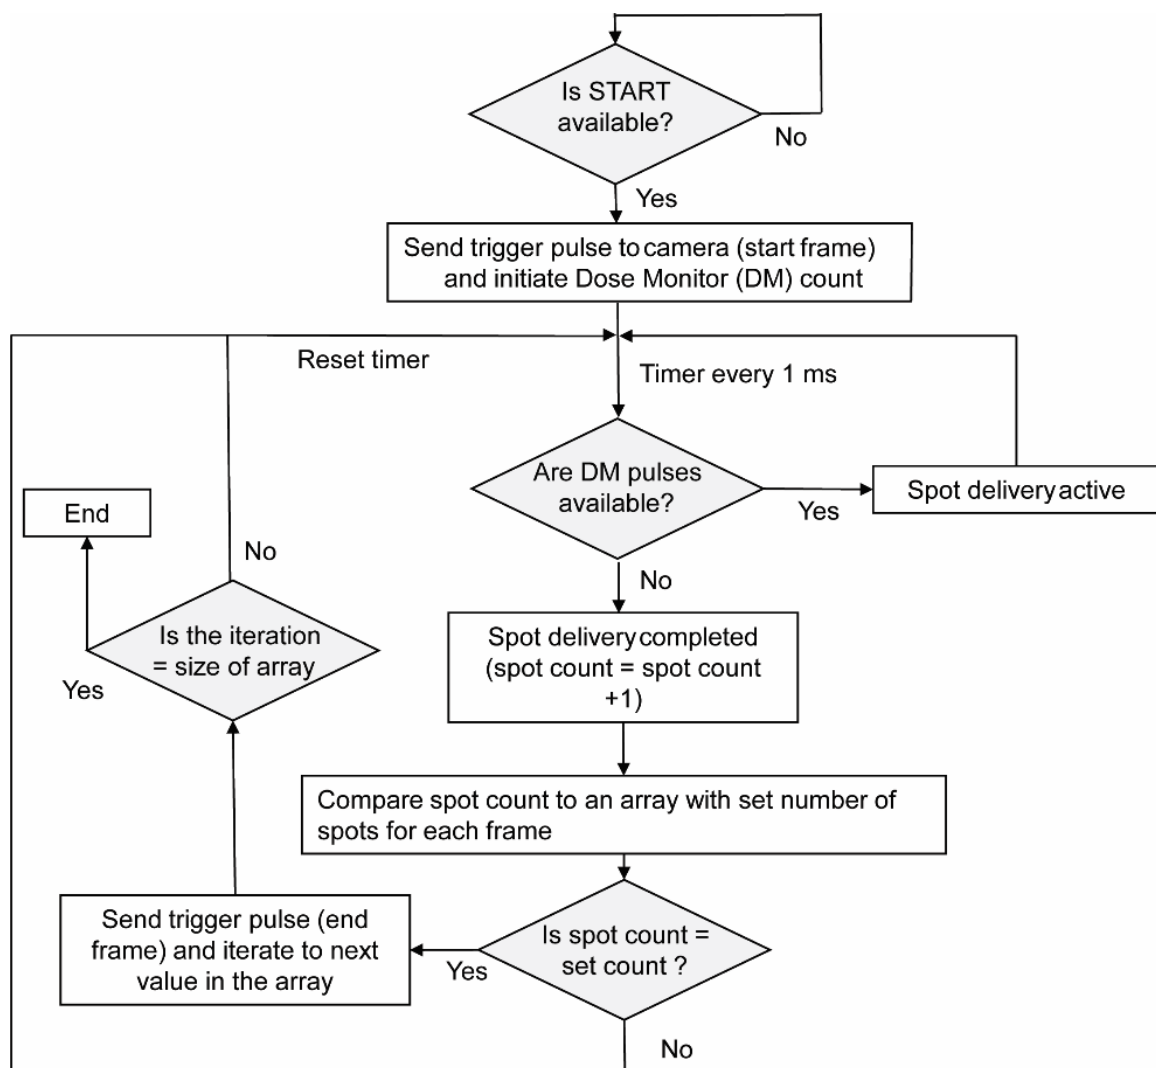 Is START
available?
No
Yes
Send trigger pulse to camera (start frame)
and initiate Dose Monitor (DM) count
Reset timer
Timer every 1 ms
Are DM pulses
available?
Yes
Spot delivery active
End
No
No
Is the iteration
= size of array
Yes
Spot delivery completed
(spot count = spot count
+1)
Compare spot count to an array with set number of
spots for each frame
Send trigger pulse (end
frame) and iterate to next
value in the array
Yes
Is spot count =
set count ?
No